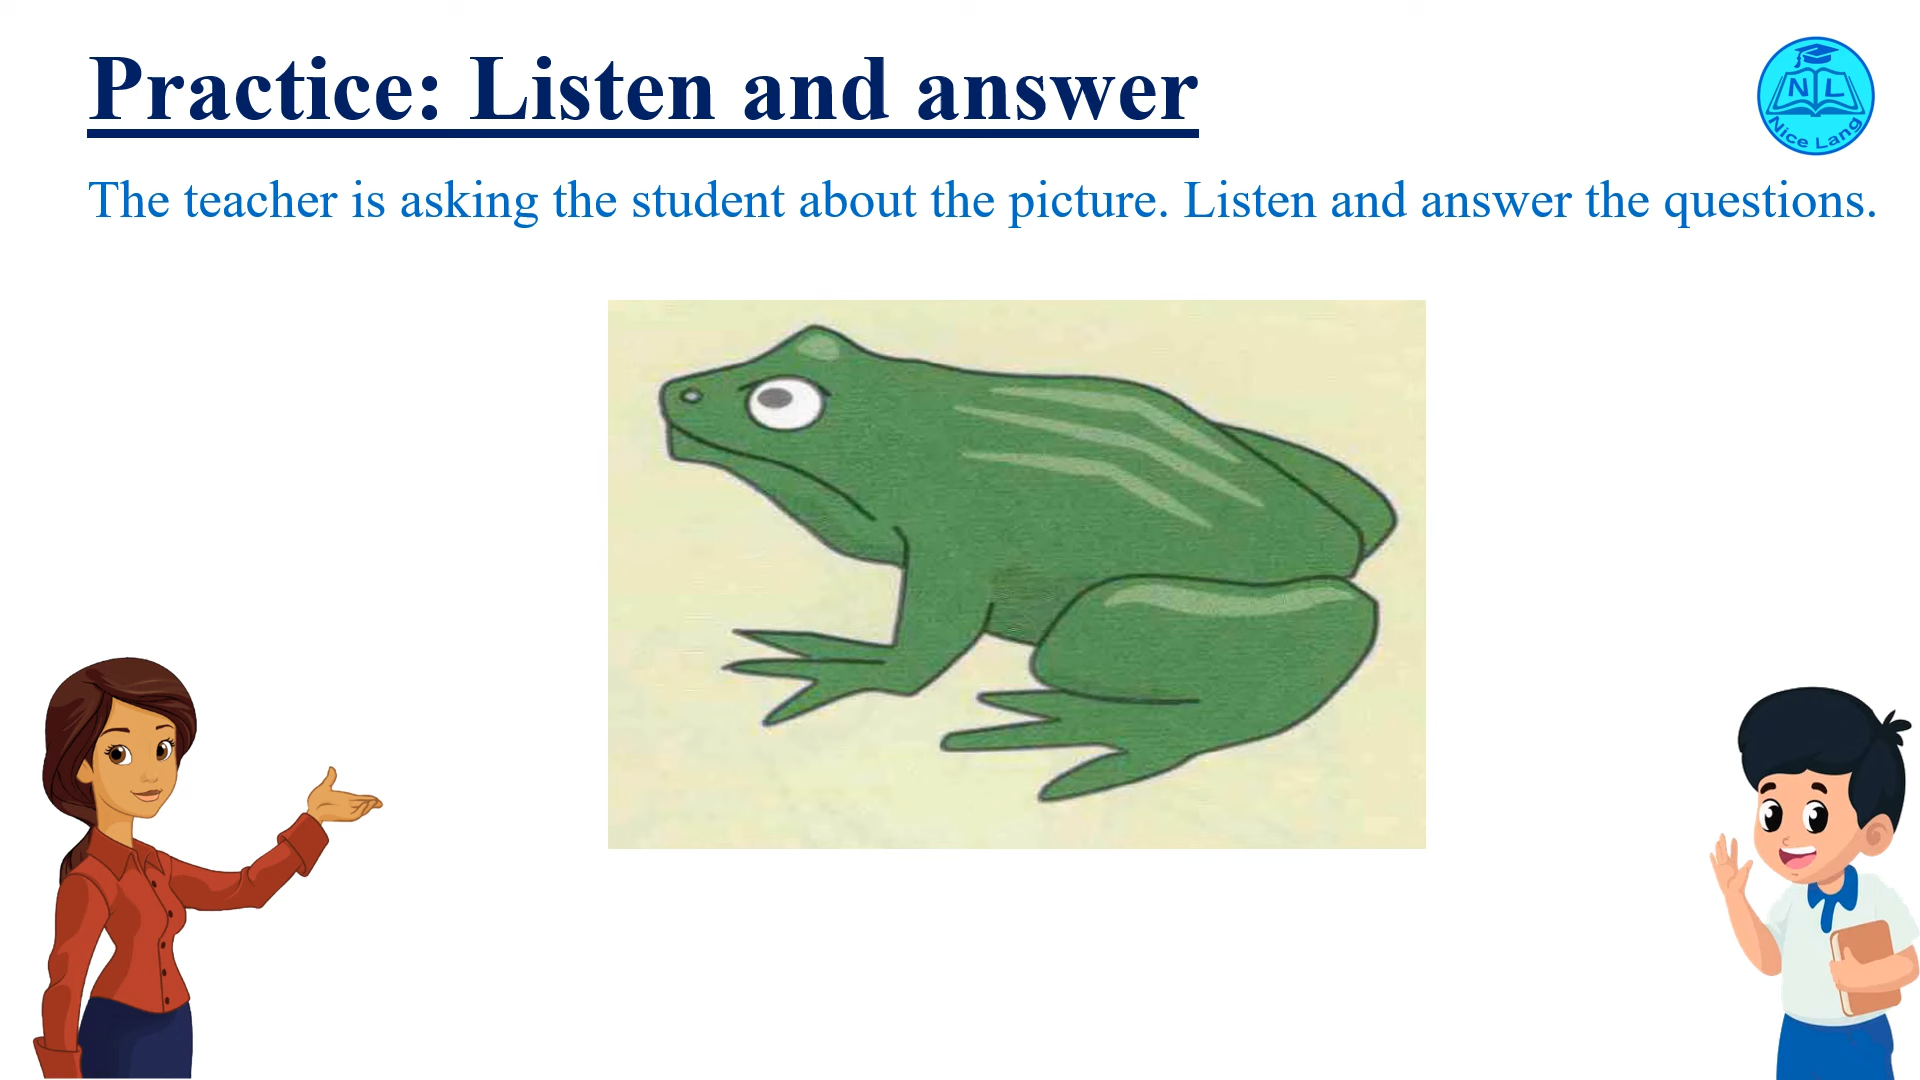 Practice: Listen and answer
The teacher is asking the student about the picture. Listen and answer the questions.
N L
Nice Lang